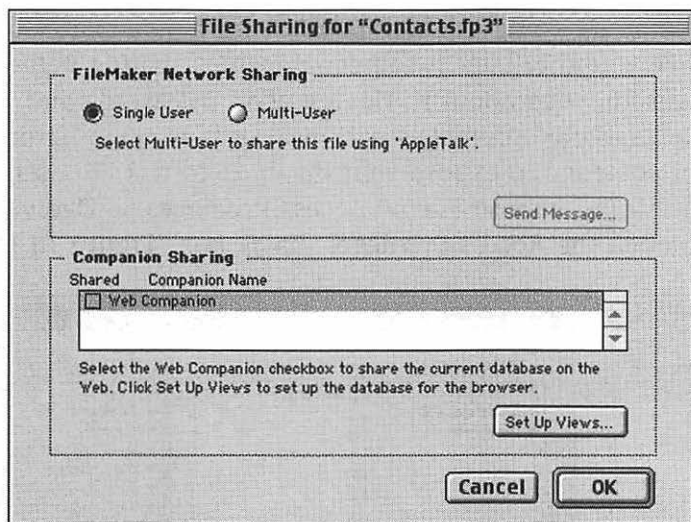 File Sharing for “Contacts.fp3”
FileMaker Network Sharing
Single User Multi-User
Select Multi-User to share this file using 'AppleTalk'.
Send Message...
Companion Sharing
Shared Companion Name
Web Companion
Select the Web Companion checkbox to share the current database on the
Web. Click Set Up Views to set up the database for the browser.
Set Up Views...
Cancel OK